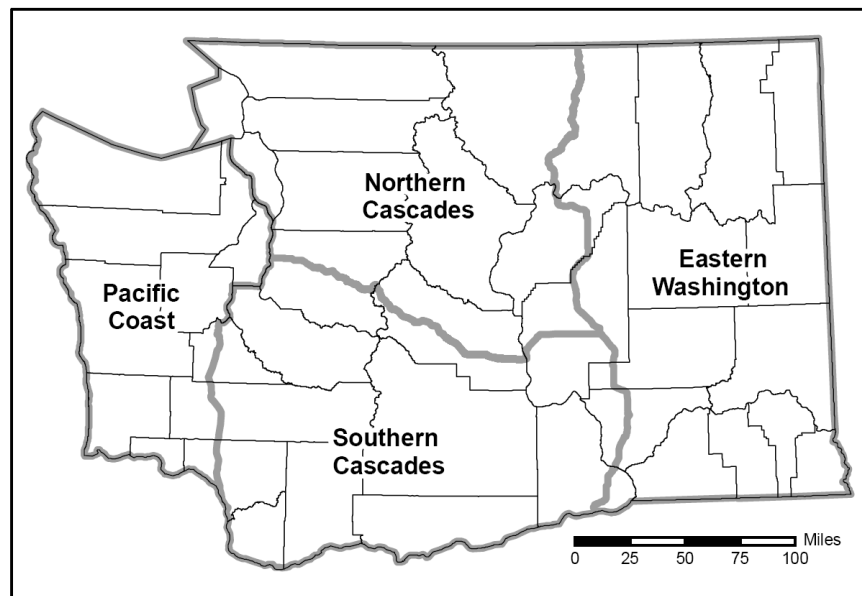 Northern
Cascades
Pacific
Coast
Eastern
Washington
Southern
Cascades
Miles
0 25 50 75 100